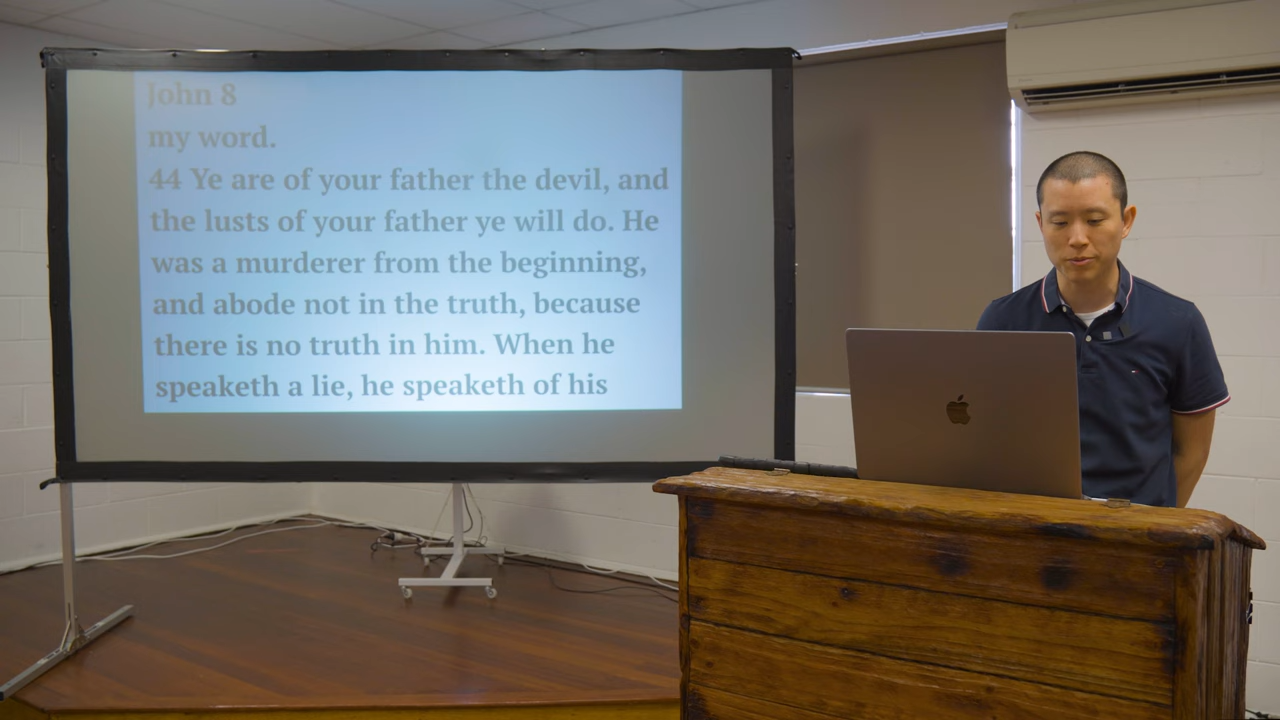 John 8
my word.
44 Ye are of your father the devil, and
the lusts of your father ye will do. He
was a murderer from the beginning,
and abode not in the truth, because
there is no truth in him. When he
speaketh a lie, he speaketh of his